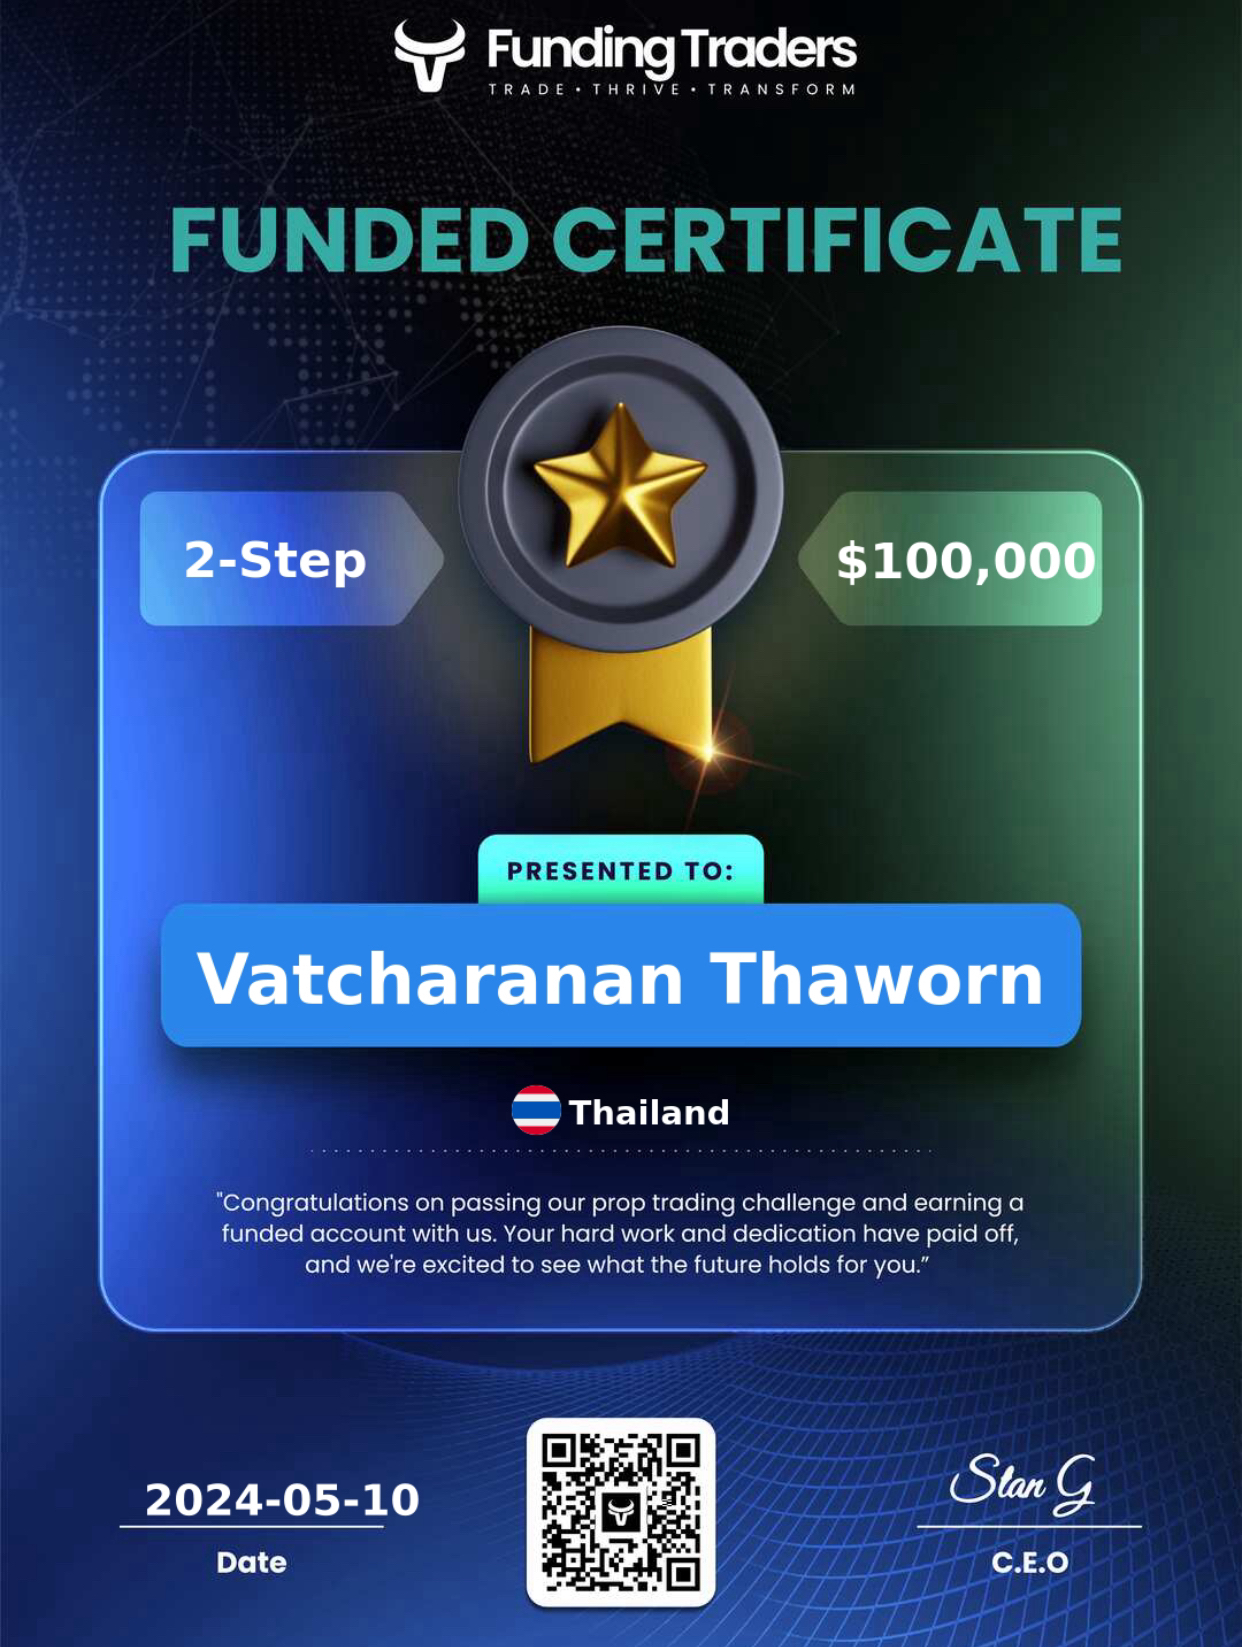 FundingTraders
TRADE • THRIVE • TRANSFORM
FUNDED CERTIFICATE
2-Step
$100,000
PRESENTED TO:
Vatcharanan Thaworn
Thailand
"Congratulations on passing our prop trading challenge and earning a
funded account with us. Your hard work and dedication have paid off,
and we're excited to see what the future holds for you.”
2024-05-10
Date
Stan G
C.E.O